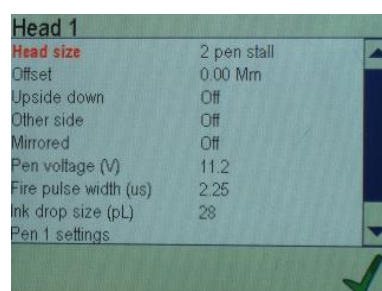 Head 1
Head size 2 pen stall
Offset 0.00 Mm
Upside down Off
Other side Off
Mirrored Off
Pen voltage (V) 11.2
Fire pulse width (us) 2.25
Ink drop size (pL) 28
Pen 1 settings